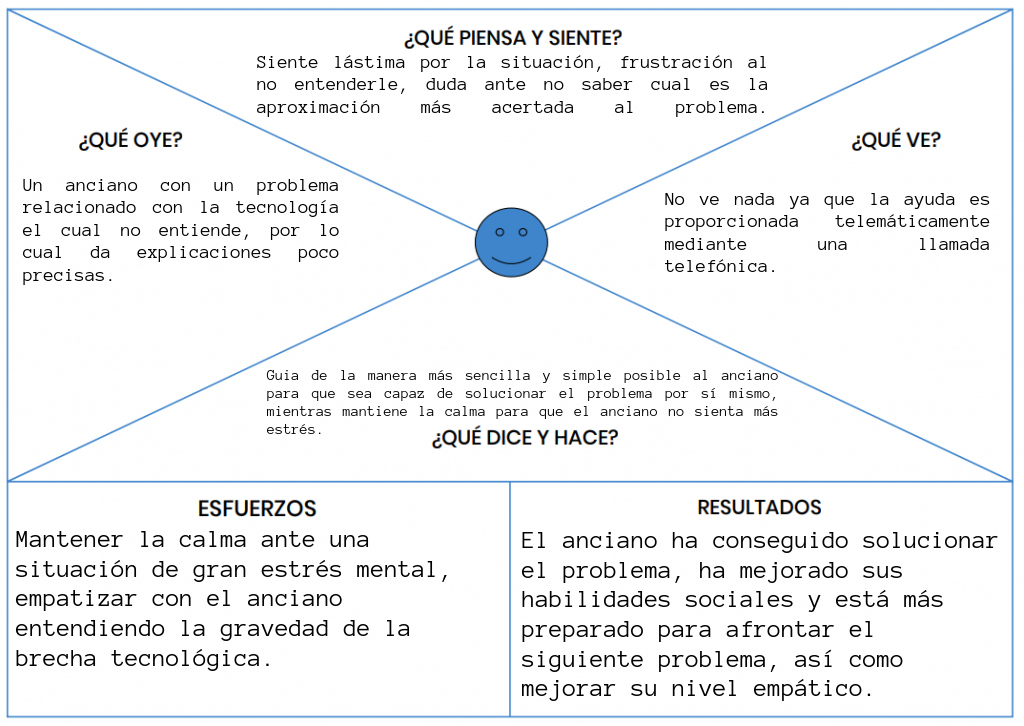 ¿QUÉ PIENSA Y SIENTE?
Siente lástima por la situación, frustración al
no entenderle, duda ante no saber cual es la
aproximación más acertada al problema.
¿QUÉ OYE?
Un anciano con un problema
relacionado con la tecnología
el cual no entiende, por lo
cual da explicaciones poco
precisas.
¿QUÉ VE?
No ve nada ya que la ayuda es
proporcionada telemáticamente
mediante una llamada
telefónica.
Guia de la manera más sencilla y simple posible al anciano
para que sea capaz de solucionar el problema por sí mismo,
mientras mantiene la calma para que el anciano no sienta más
estrés.
¿QUÉ DICE Y HACE?
ESFUERZOS
Mantener la calma ante una
situación de gran estrés mental,
empatizar con el anciano
entendiendo la gravedad de la
brecha tecnológica.
RESULTADOS
El anciano ha conseguido solucionar
el problema, ha mejorado sus
habilidades sociales y está más
preparado para afrontar el
siguiente problema, así como
mejorar su nivel empático.